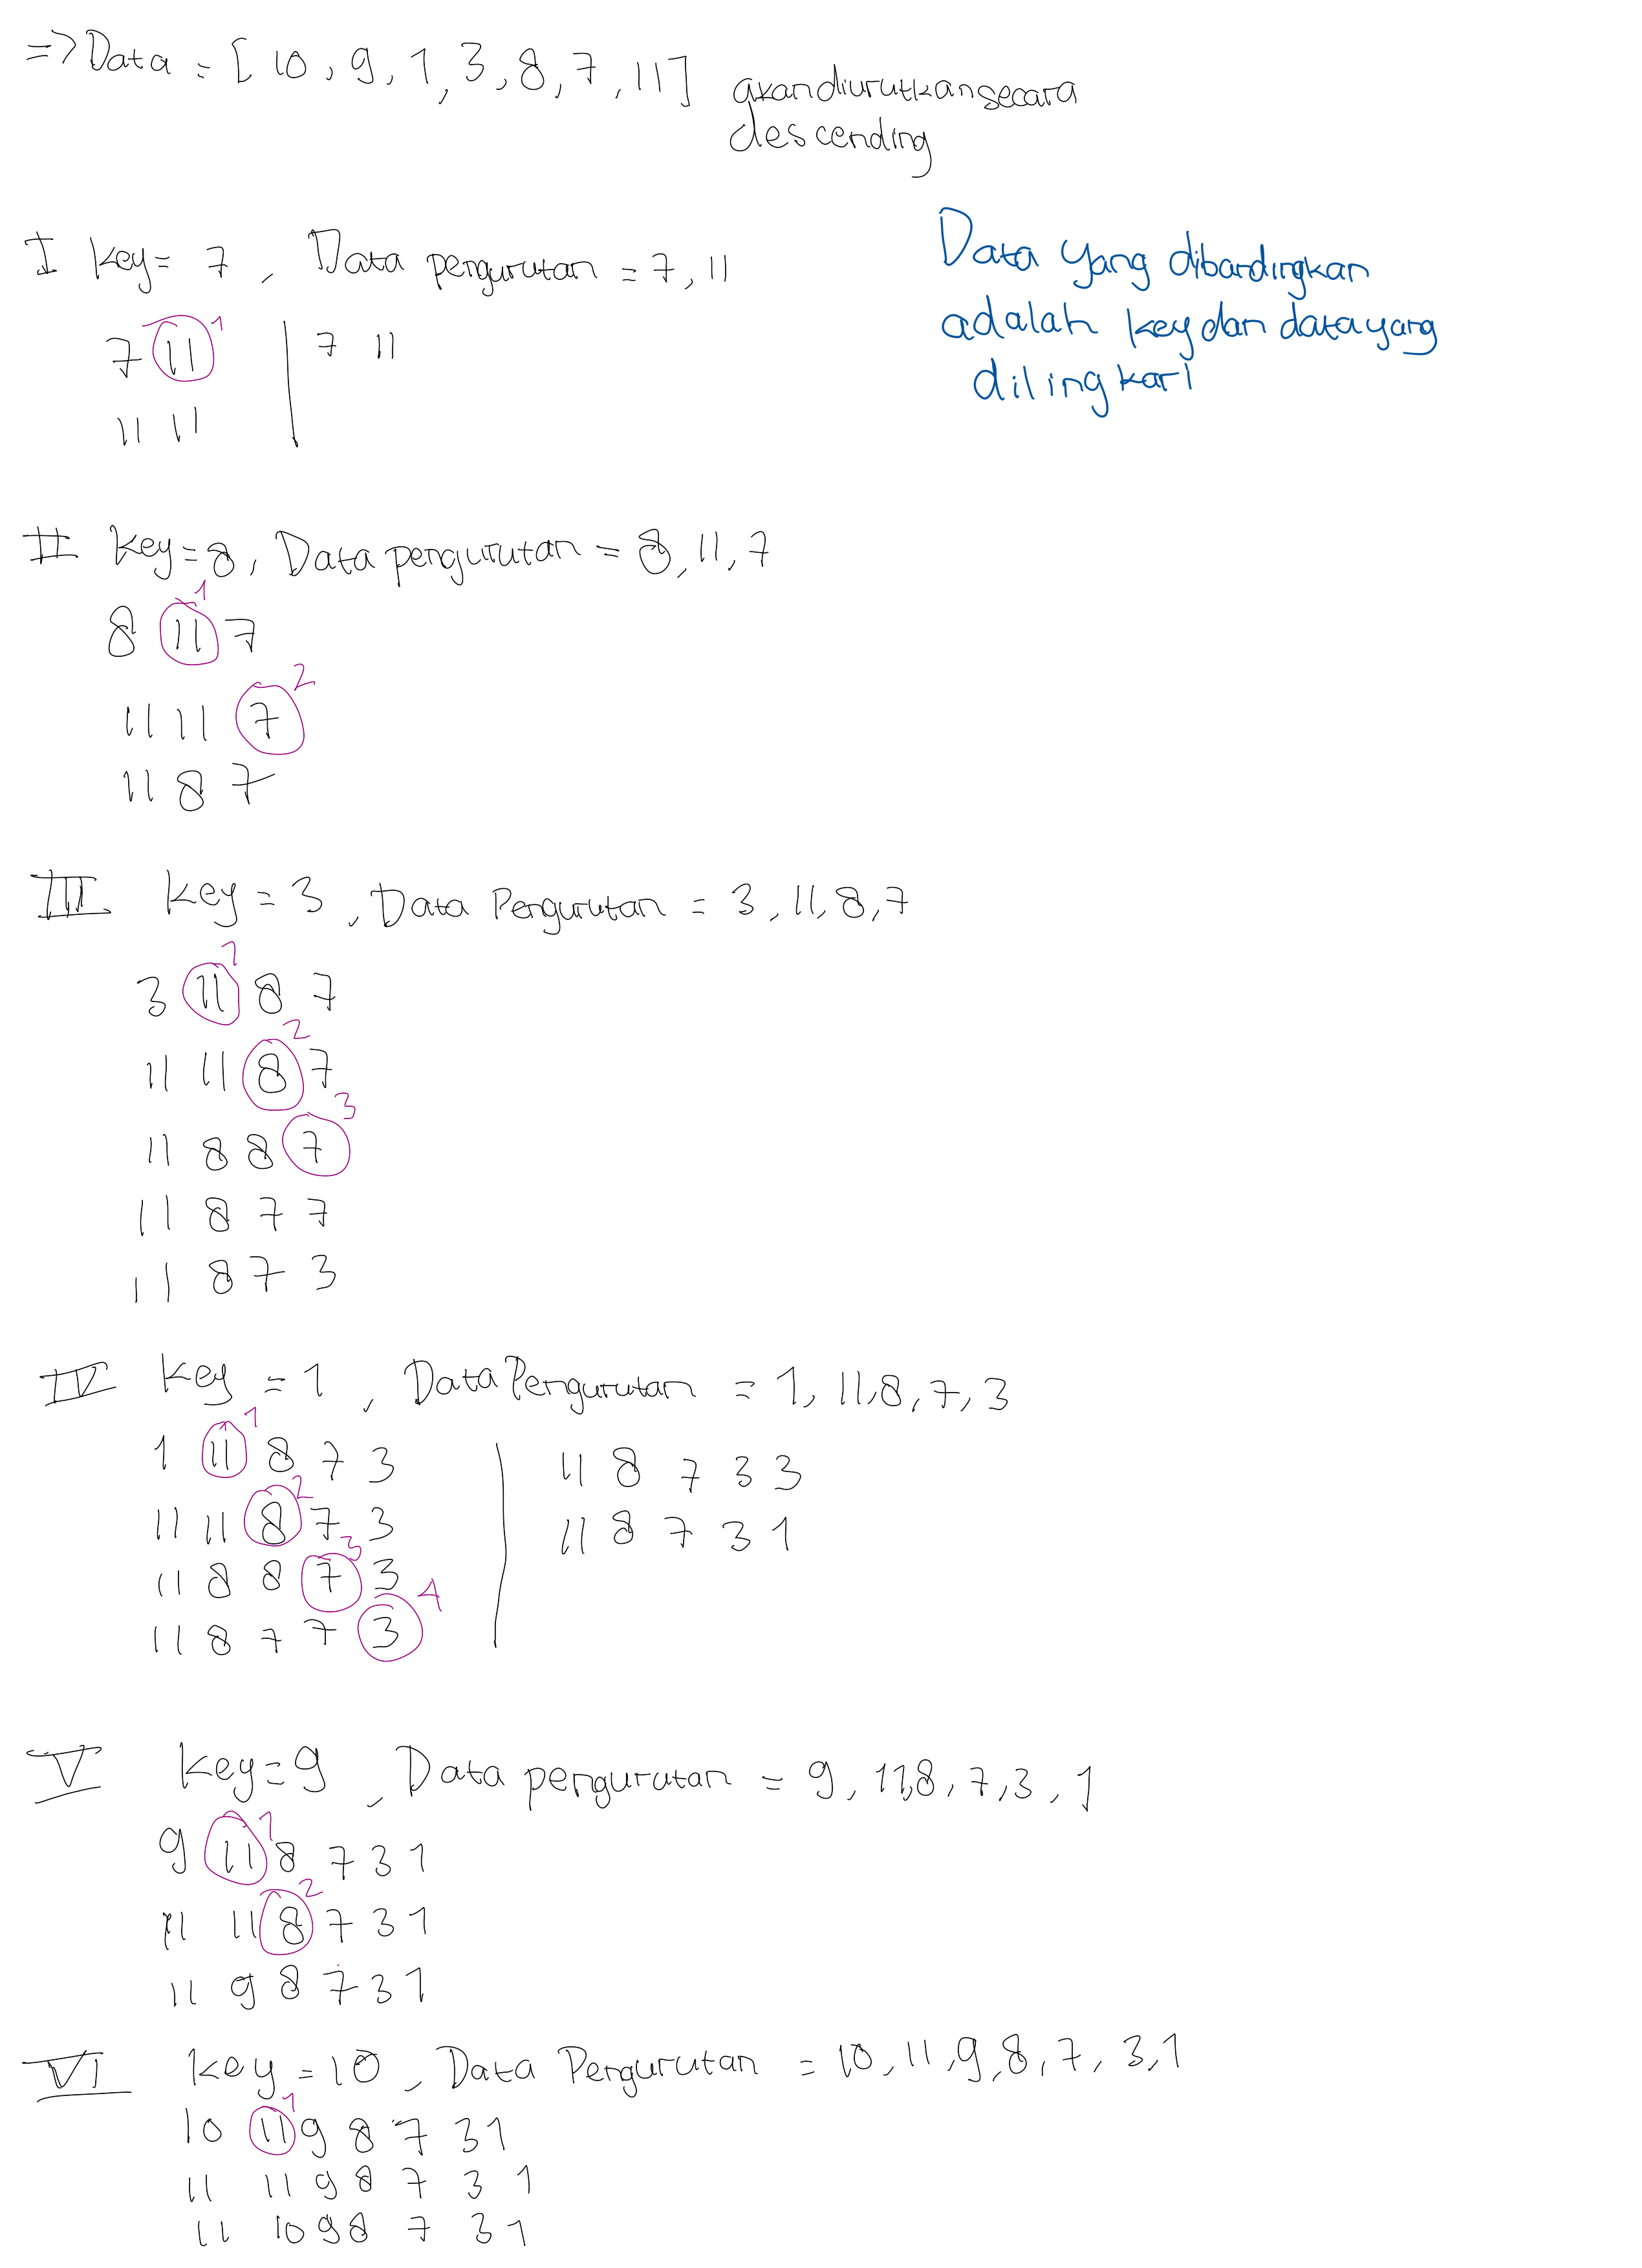 => Data = [ 10, 9, 1, 3, 8, 7, 11] akan diurutkan secara
descending
I key= 7, Data pengurutan = 7, 11
Data yang dibandingkan
adalah key dan data yang
dilingkari
7 11 1 | 7 11
11 11
II key=8, Data pengurutan = 8, 11, 7
8 11 7 1
11 11 7 2
11 8 7
III key = 3, Data Pengurutan = 3, 11, 8, 7
3 11 8 7 1
11 11 8 7 2
11 8 8 7 3
11 8 7 7
11 8 7 3
IV key = 1, Data Pengurutan = 1, 11, 8, 7, 3
1 11 8 7 3 1 | 11 8 7 3 3
11 11 8 7 3 2 | 11 8 7 3 1
11 8 8 7 3 3
11 8 7 7 3 4
V key=9, Data pengurutan = 9, 11, 8, 7, 3, 1
9 11 8 7 3 1 1
11 11 8 7 3 1 2
11 9 8 7 3 1
VI key = 10, Data Pengurutan = 10, 11, 9, 8, 7, 3, 1
10 11 9 8 7 3 1 1
11 11 9 8 7 3 1
11 10 9 8 7 3 1